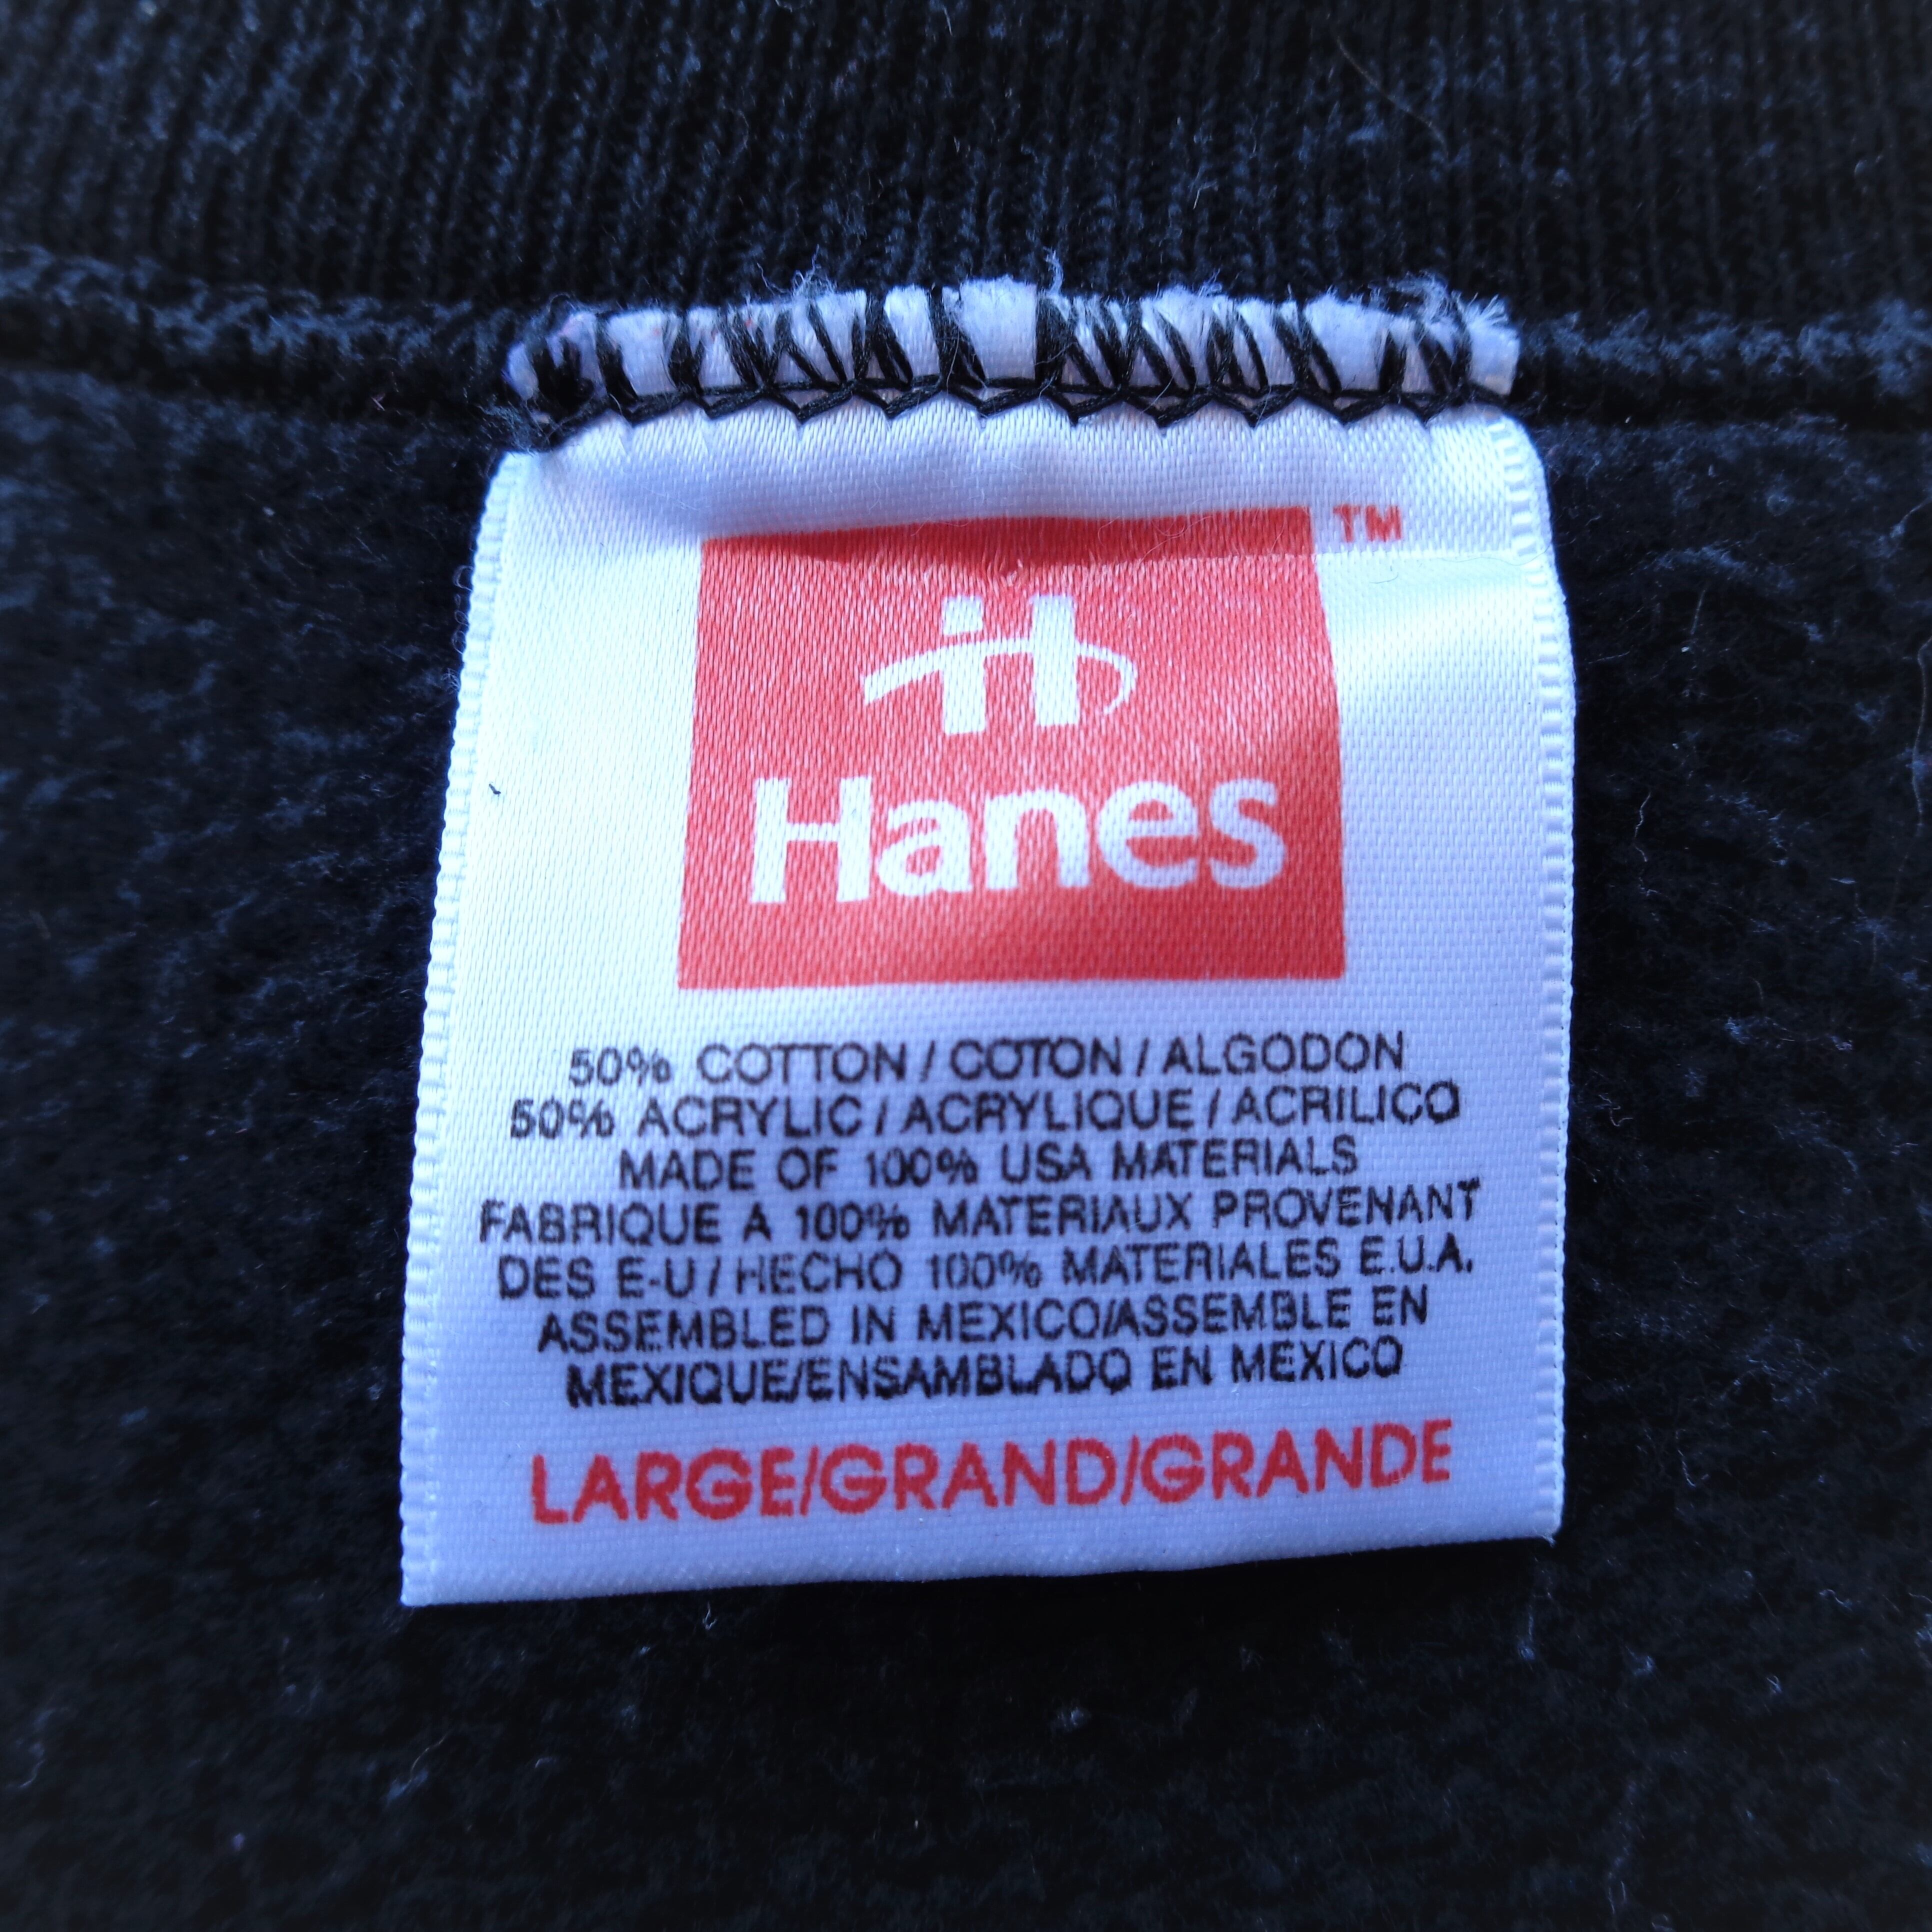 TM
H
Hanes
50% COTTON / COTON / ALGODON
50% ACRYLIC / ACRYLIQUE / ACRILICO
MADE OF 100% USA MATERIALS
FABRIQUE A 100% MATERIAUX PROVENANT
DES E-U / HECHO 100% MATERIALES E.U.A.
ASSEMBLED IN MEXICO/ASSEMBLE EN
MEXIQUE/ENSAMBLADO EN MEXICO
LARGE/GRAND/GRANDE